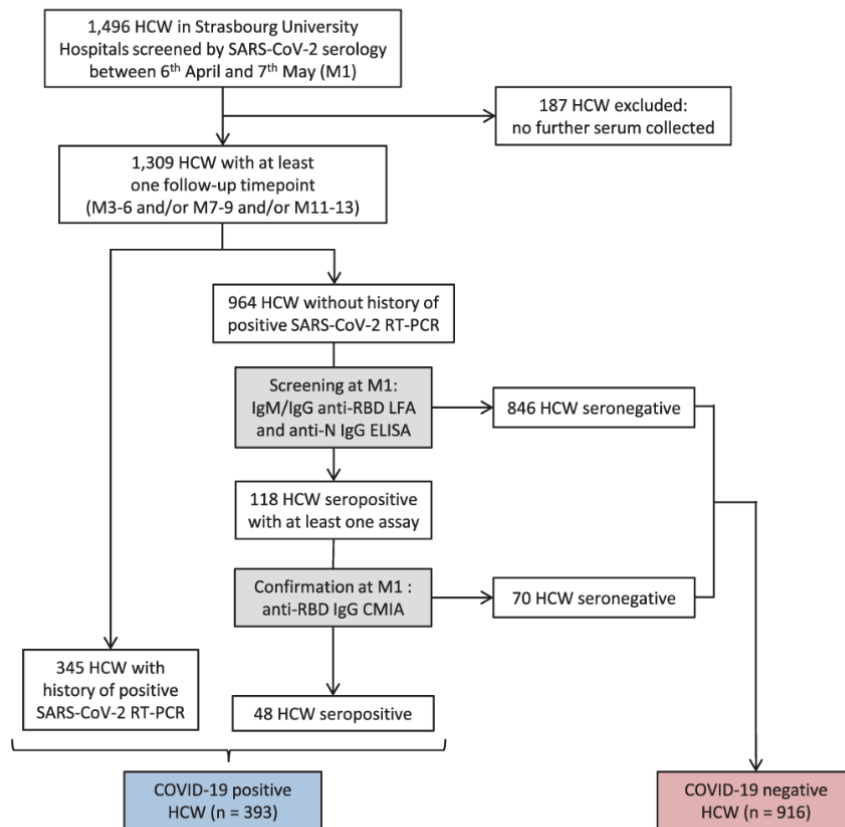 1,496 HCW in Strasbourg University
Hospitals screened by SARS-CoV-2 serology
between 6th April and 7th May (M1)
187 HCW excluded:
no further serum collected
1,309 HCW with at least
one follow-up timepoint
(M3-6 and/or M7-9 and/or M11-13)
964 HCW without history of
positive SARS-CoV-2 RT-PCR
Screening at M1:
IgM/IgG anti-RBD LFA
and anti-N IgG ELISA
846 HCW seronegative
118 HCW seropositive
with at least one assay
Confirmation at M1 :
anti-RBD IgG CMIA
70 HCW seronegative
345 HCW with
history of positive
SARS-CoV-2 RT-PCR
48 HCW seropositive
COVID-19 positive
HCW (n = 393)
COVID-19 negative
HCW (n = 916)